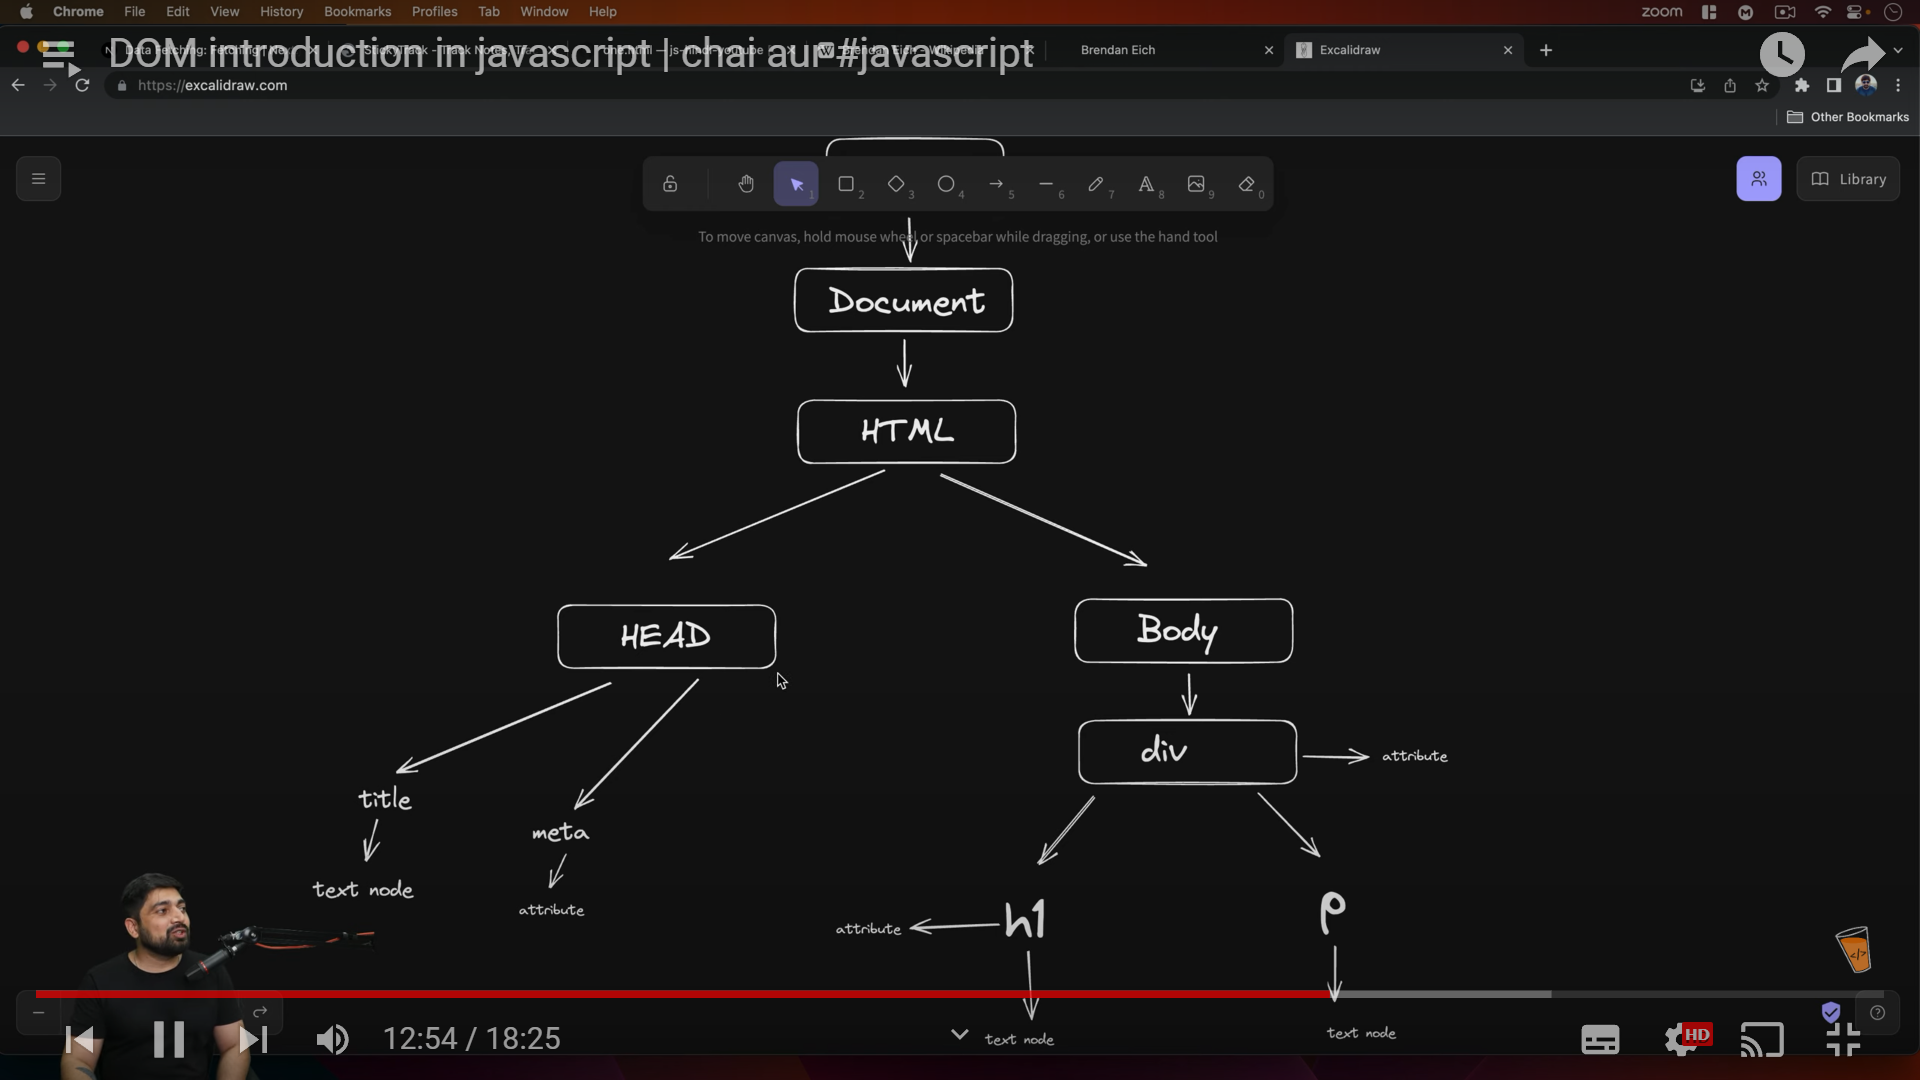 Chrome File Edit View History Bookmarks Profiles Tab Window Help zoom
DOM introduction in javascript | chai aur #javascript
Brendan Eich
Excalidraw
https://excalidraw.com
Other Bookmarks
1 2 3 4 5 6 7 8 9 0
Library
To move canvas, hold mouse wheel or spacebar while dragging, or use the hand tool
Document
HTML
HEAD
Body
div
attribute
title
meta
text node
attribute
h1
attribute
p
</>
12:54 / 18:25
text node
text node
HD